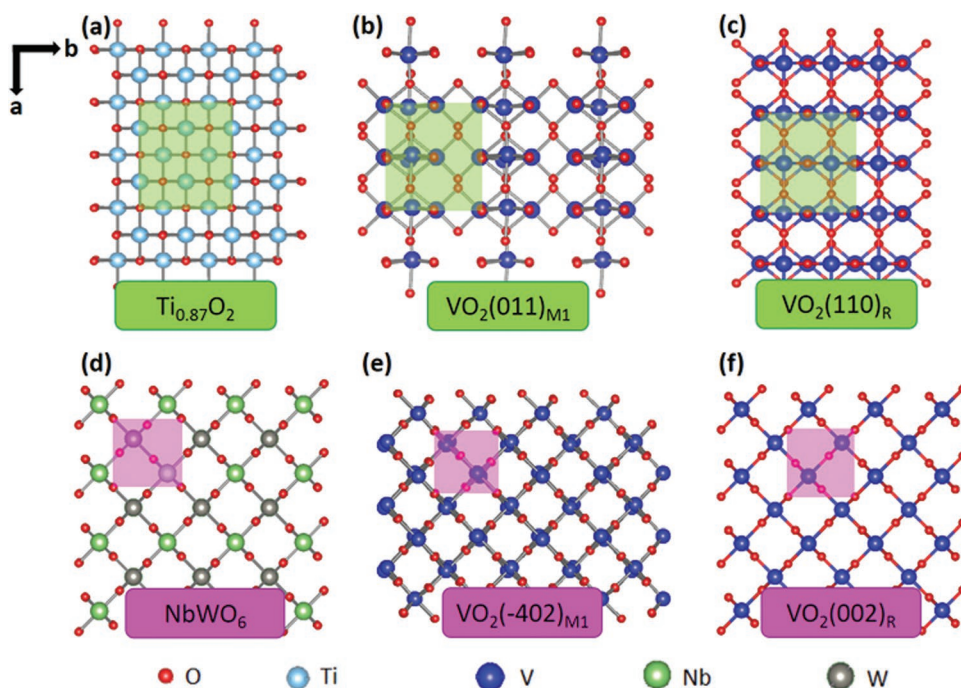 (a)
(b)
(c)
b
a
Ti₀.₈₇O₂
VO₂(011)M1
VO₂(110)R
(d)
(e)
(f)
NbWO₆
VO₂(-402)M1
VO₂(002)R
O Ti V Nb W